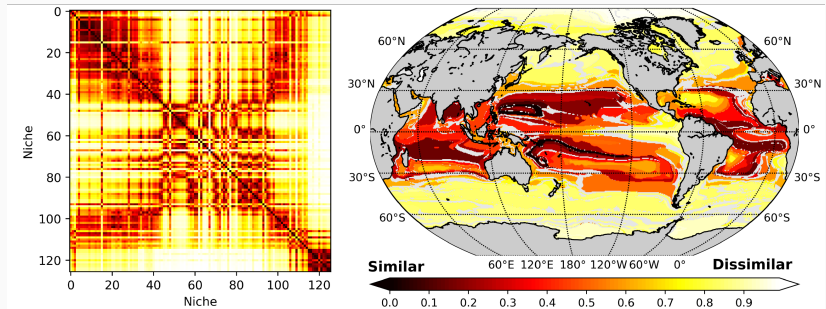 0
20
40
60
80
100
120
Niche
0 20 40 60 80 100 120
Niche
60°N 60°N
30°N 30°N
0° 0°
30°S 30°S
60°S 60°S
60°E 120°E 180° 120°W 60°W 0°
Similar Dissimilar
0.0 0.1 0.2 0.3 0.4 0.5 0.6 0.7 0.8 0.9